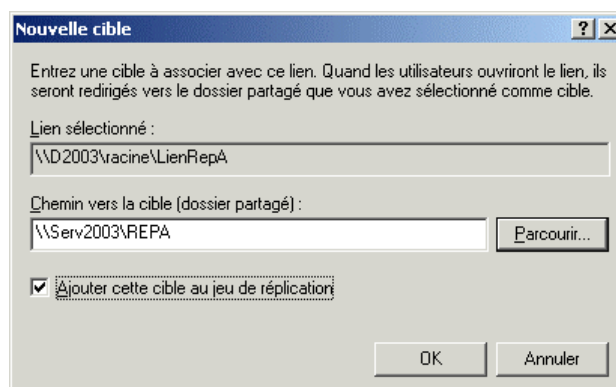 Nouvelle cible
Entrez une cible à associer avec ce lien. Quand les utilisateurs ouvriront le lien, ils
seront redirigés vers le dossier partagé que vous avez sélectionné comme cible.
Lien sélectionné :
\\D2003\racine\LienRepA
Chemin vers la cible (dossier partagé) :
\\Serv2003\REPA
Parcourir...
Ajouter cette cible au jeu de réplication
OK Annuler